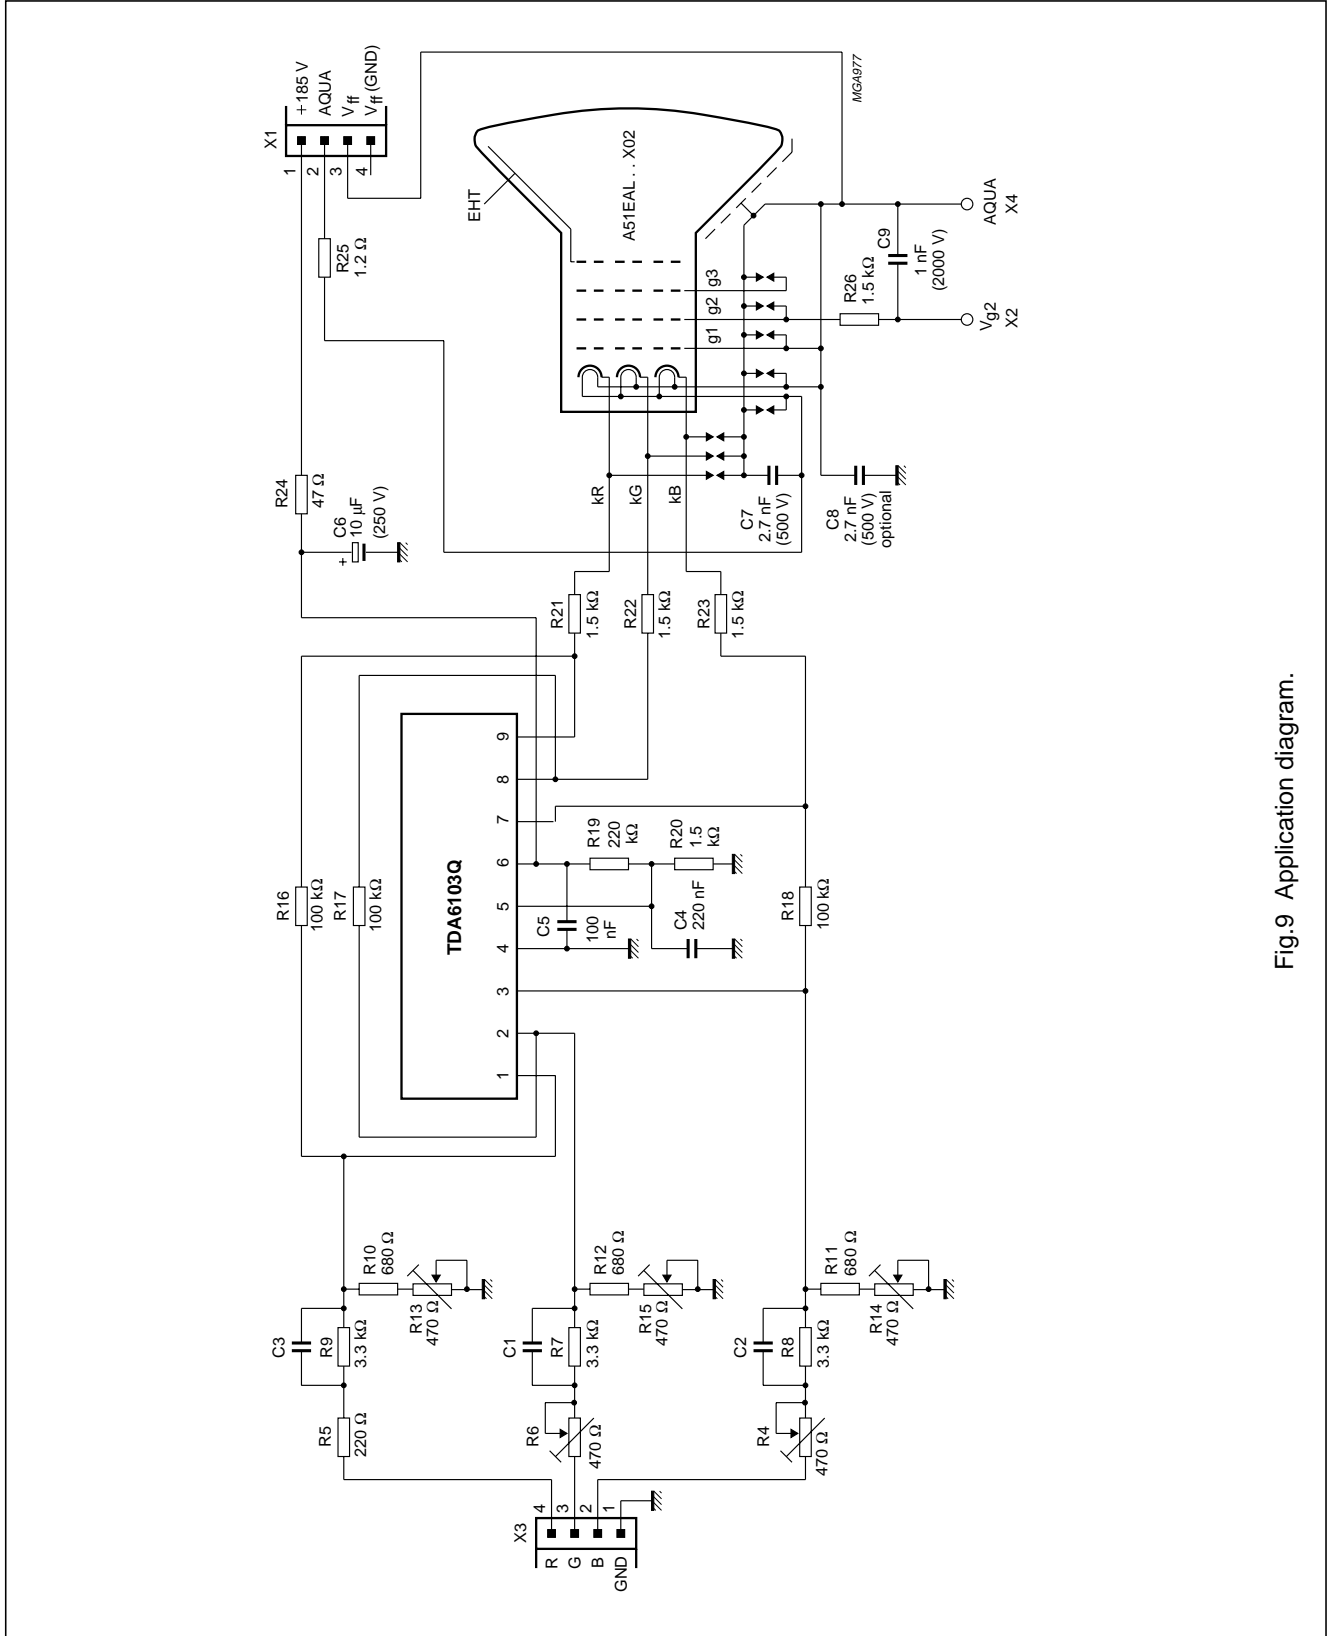 X3
R
G
B
GND
4
3
2
1
R5
220 Ω
R6
470 Ω
R4
470 Ω
C3
R9
3.3 kΩ
C1
R7
3.3 kΩ
C2
R8
3.3 kΩ
R10
680 Ω
R13
470 Ω
R12
680 Ω
R15
470 Ω
R11
680 Ω
R14
470 Ω
R16
100 kΩ
R17
100 kΩ
TDA6103Q
1
2
3
4
5
6
7
8
9
C5
100
nF
C4
220 nF
R19
220
kΩ
R20
1.5
kΩ
R18
100 kΩ
R21
1.5 kΩ
R22
1.5 kΩ
R23
1.5 kΩ
C6
10 µF
(250 V)
+
R24
47 Ω
R25
1.2 Ω
kR
kG
kB
C7
2.7 nF
(500 V)
C8
2.7 nF
(500 V)
optional
X1
1
2
3
4
+185 V
AQUA
Vff
Vff (GND)
EHT
A51EAL . . X02
g1
g2
g3
R26
1.5 kΩ
C9
1 nF
(2000 V)
Vg2
X2
AQUA
X4
MGA977
Fig.9 Application diagram.